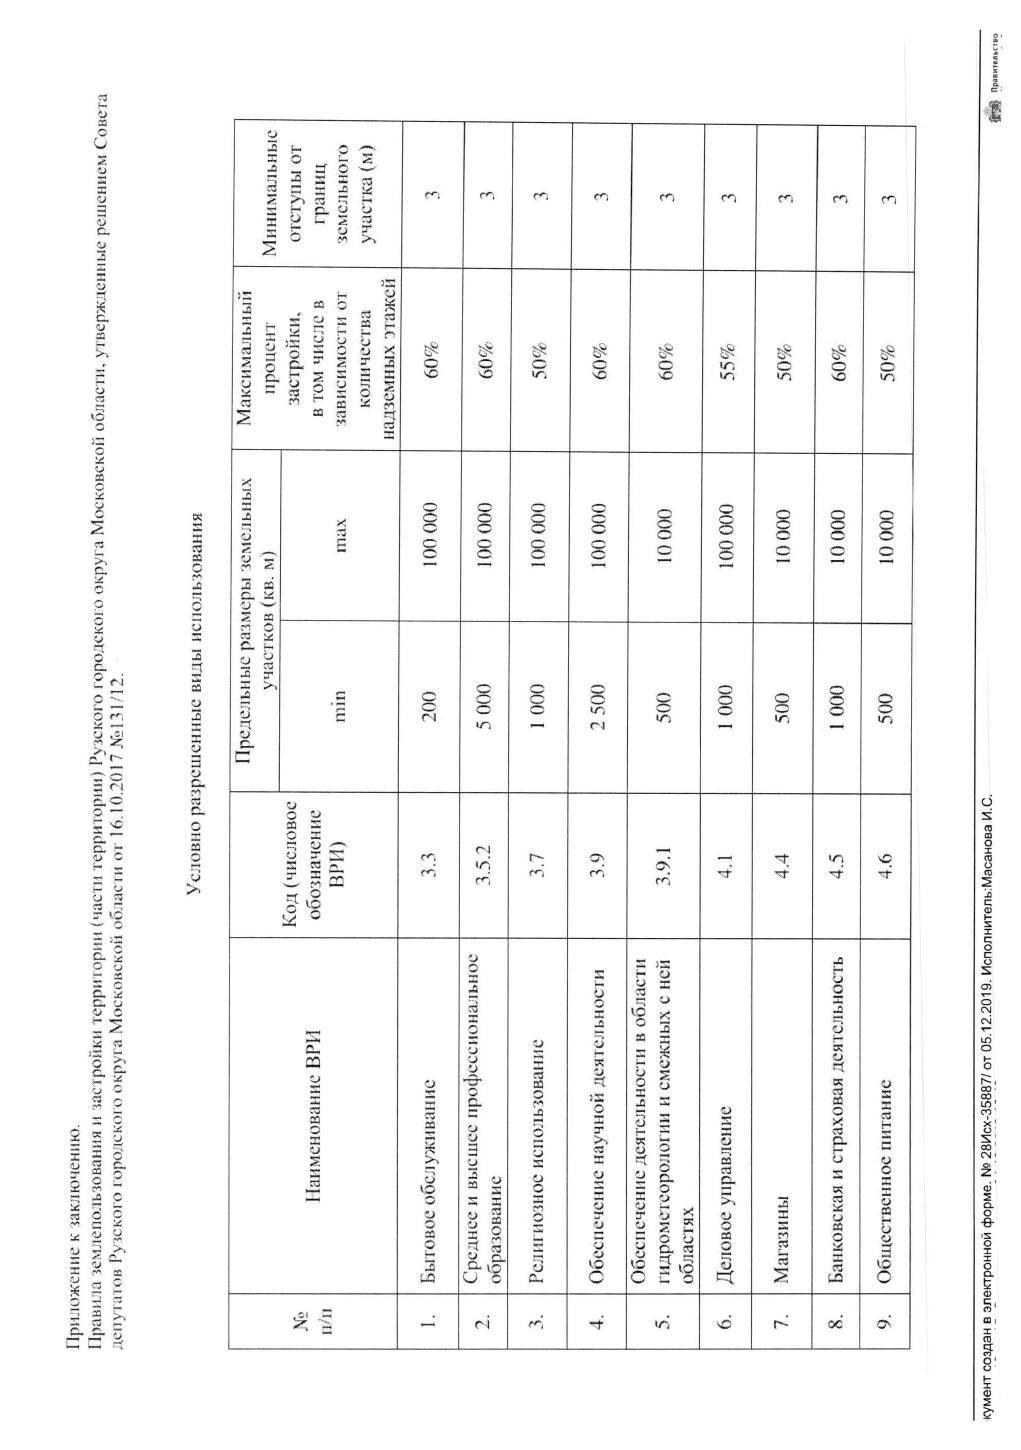 Приложение к заключению.
Правила землепользования и застройки территории (части территории) Рузского городского округа Московской области, утвержденные решением Совета
депутатов Рузского городского округа Московской области от 16.10.2017 №131/12.
Условно разрешенные виды использования
№
п/п
Наименование ВРИ
Код (числовое
обозначение
ВРИ)
Предельные размеры земельных
участков (кв. м)
min
max
Максимальный
процент
застройки,
в том числе в
зависимости от
количества
надземных этажей
Минимальные
отступы от
границ
земельного
участка (м)
1. Бытовое обслуживание 3.3 200 100 000 60% 3
2. Среднее и высшее профессиональное
образование 3.5.2 5 000 100 000 60% 3
3. Религиозное использование 3.7 1 000 100 000 50% 3
4. Обеспечение научной деятельности 3.9 2 500 100 000 60% 3
5. Обеспечение деятельности в области
гидрометеорологии и смежных с ней
областях 3.9.1 500 10 000 60% 3
6. Деловое управление 4.1 1 000 100 000 55% 3
7. Магазины 4.4 500 10 000 50% 3
8. Банковская и страховая деятельность 4.5 1 000 10 000 60% 3
9. Общественное питание 4.6 500 10 000 50% 3
кумент создан в электронной форме. № 28Исх-35887/ от 05.12.2019. Исполнитель:Масанова И.С.
Правительство